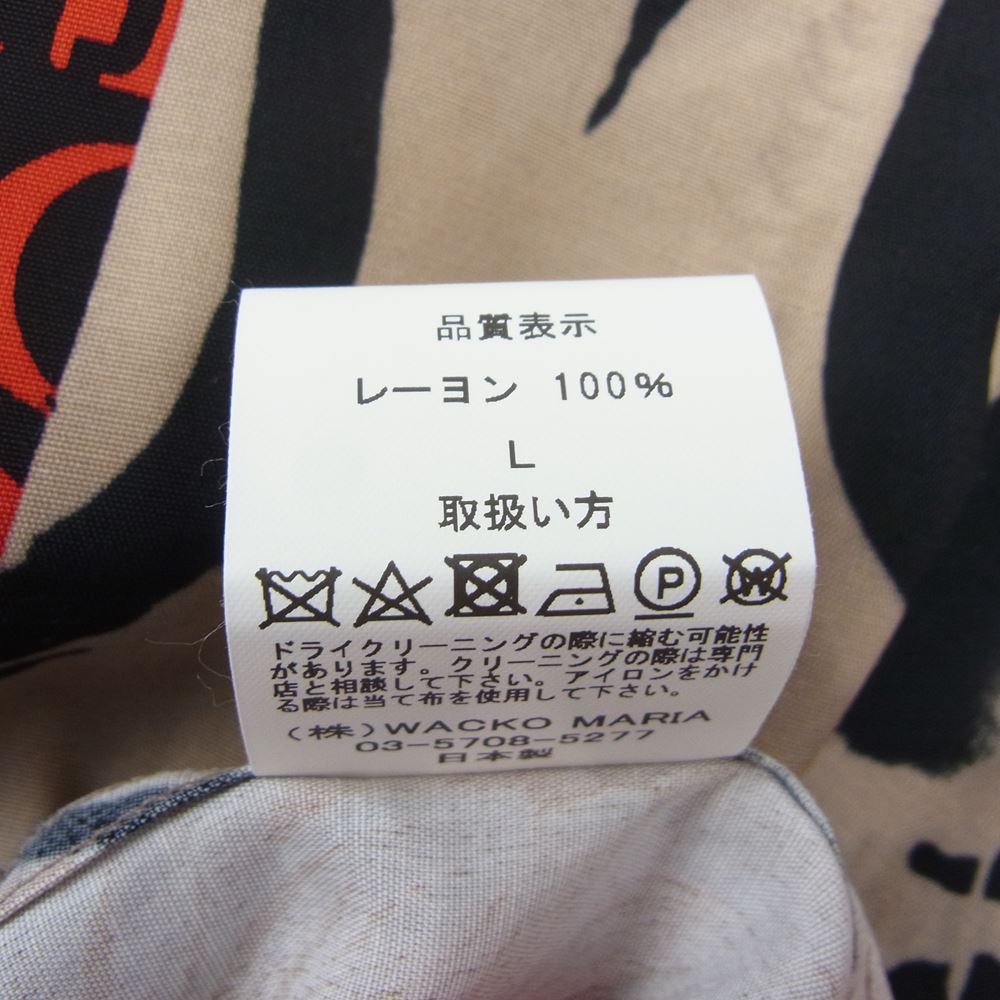 品質表示
レーヨン 100%
L
取扱い方
P
W
ドライクリーニングの際に縮む可能性
があります。クリーニングの際は専門
店と相談して下さい。アイロンをかけ
る際は当て布を使用して下さい。
(株)WACKO MARIA
03-5708-5277
日本製